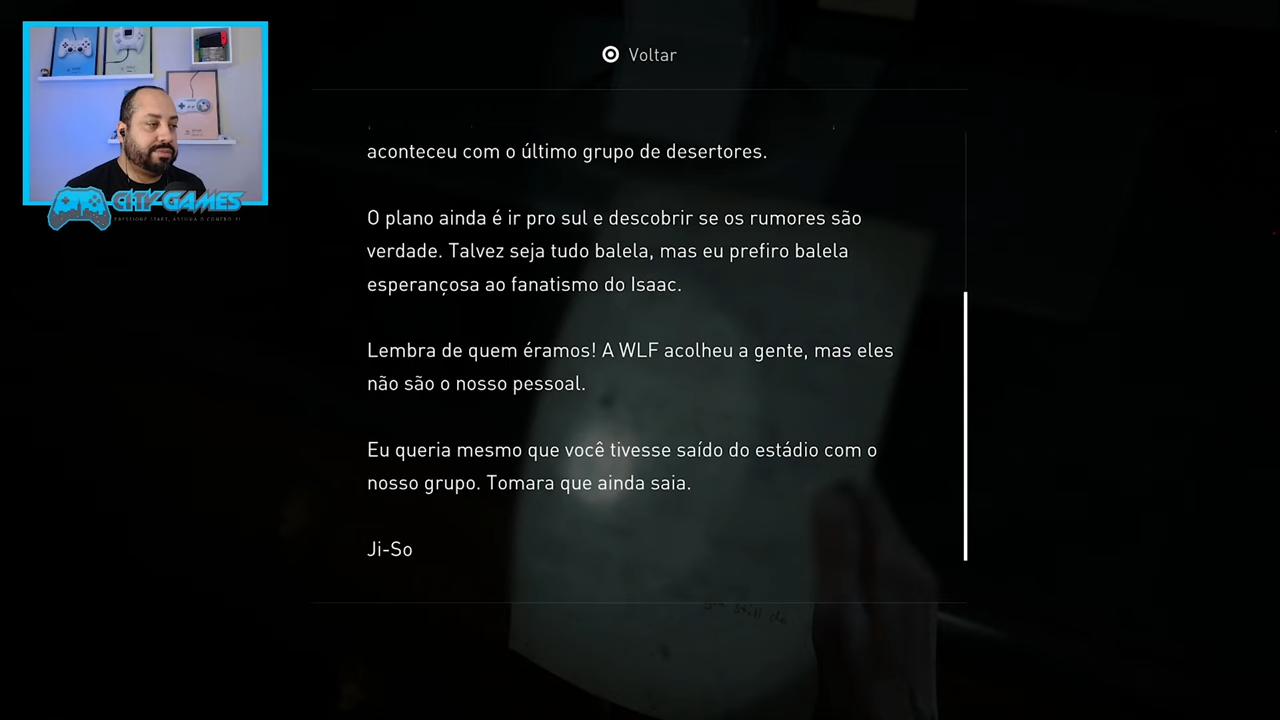 Voltar
aconteceu com o último grupo de desertores.
O plano ainda é ir pro sul e descobrir se os rumores são
verdade. Talvez seja tudo balela, mas eu prefiro balela
esperançosa ao fanatismo do Isaac.
Lembra de quem éramos! A WLF acolheu a gente, mas eles
não são o nosso pessoal.
Eu queria mesmo que você tivesse saído do estádio com o
nosso grupo. Tomara que ainda saia.
Ji-So
CITY GAMES